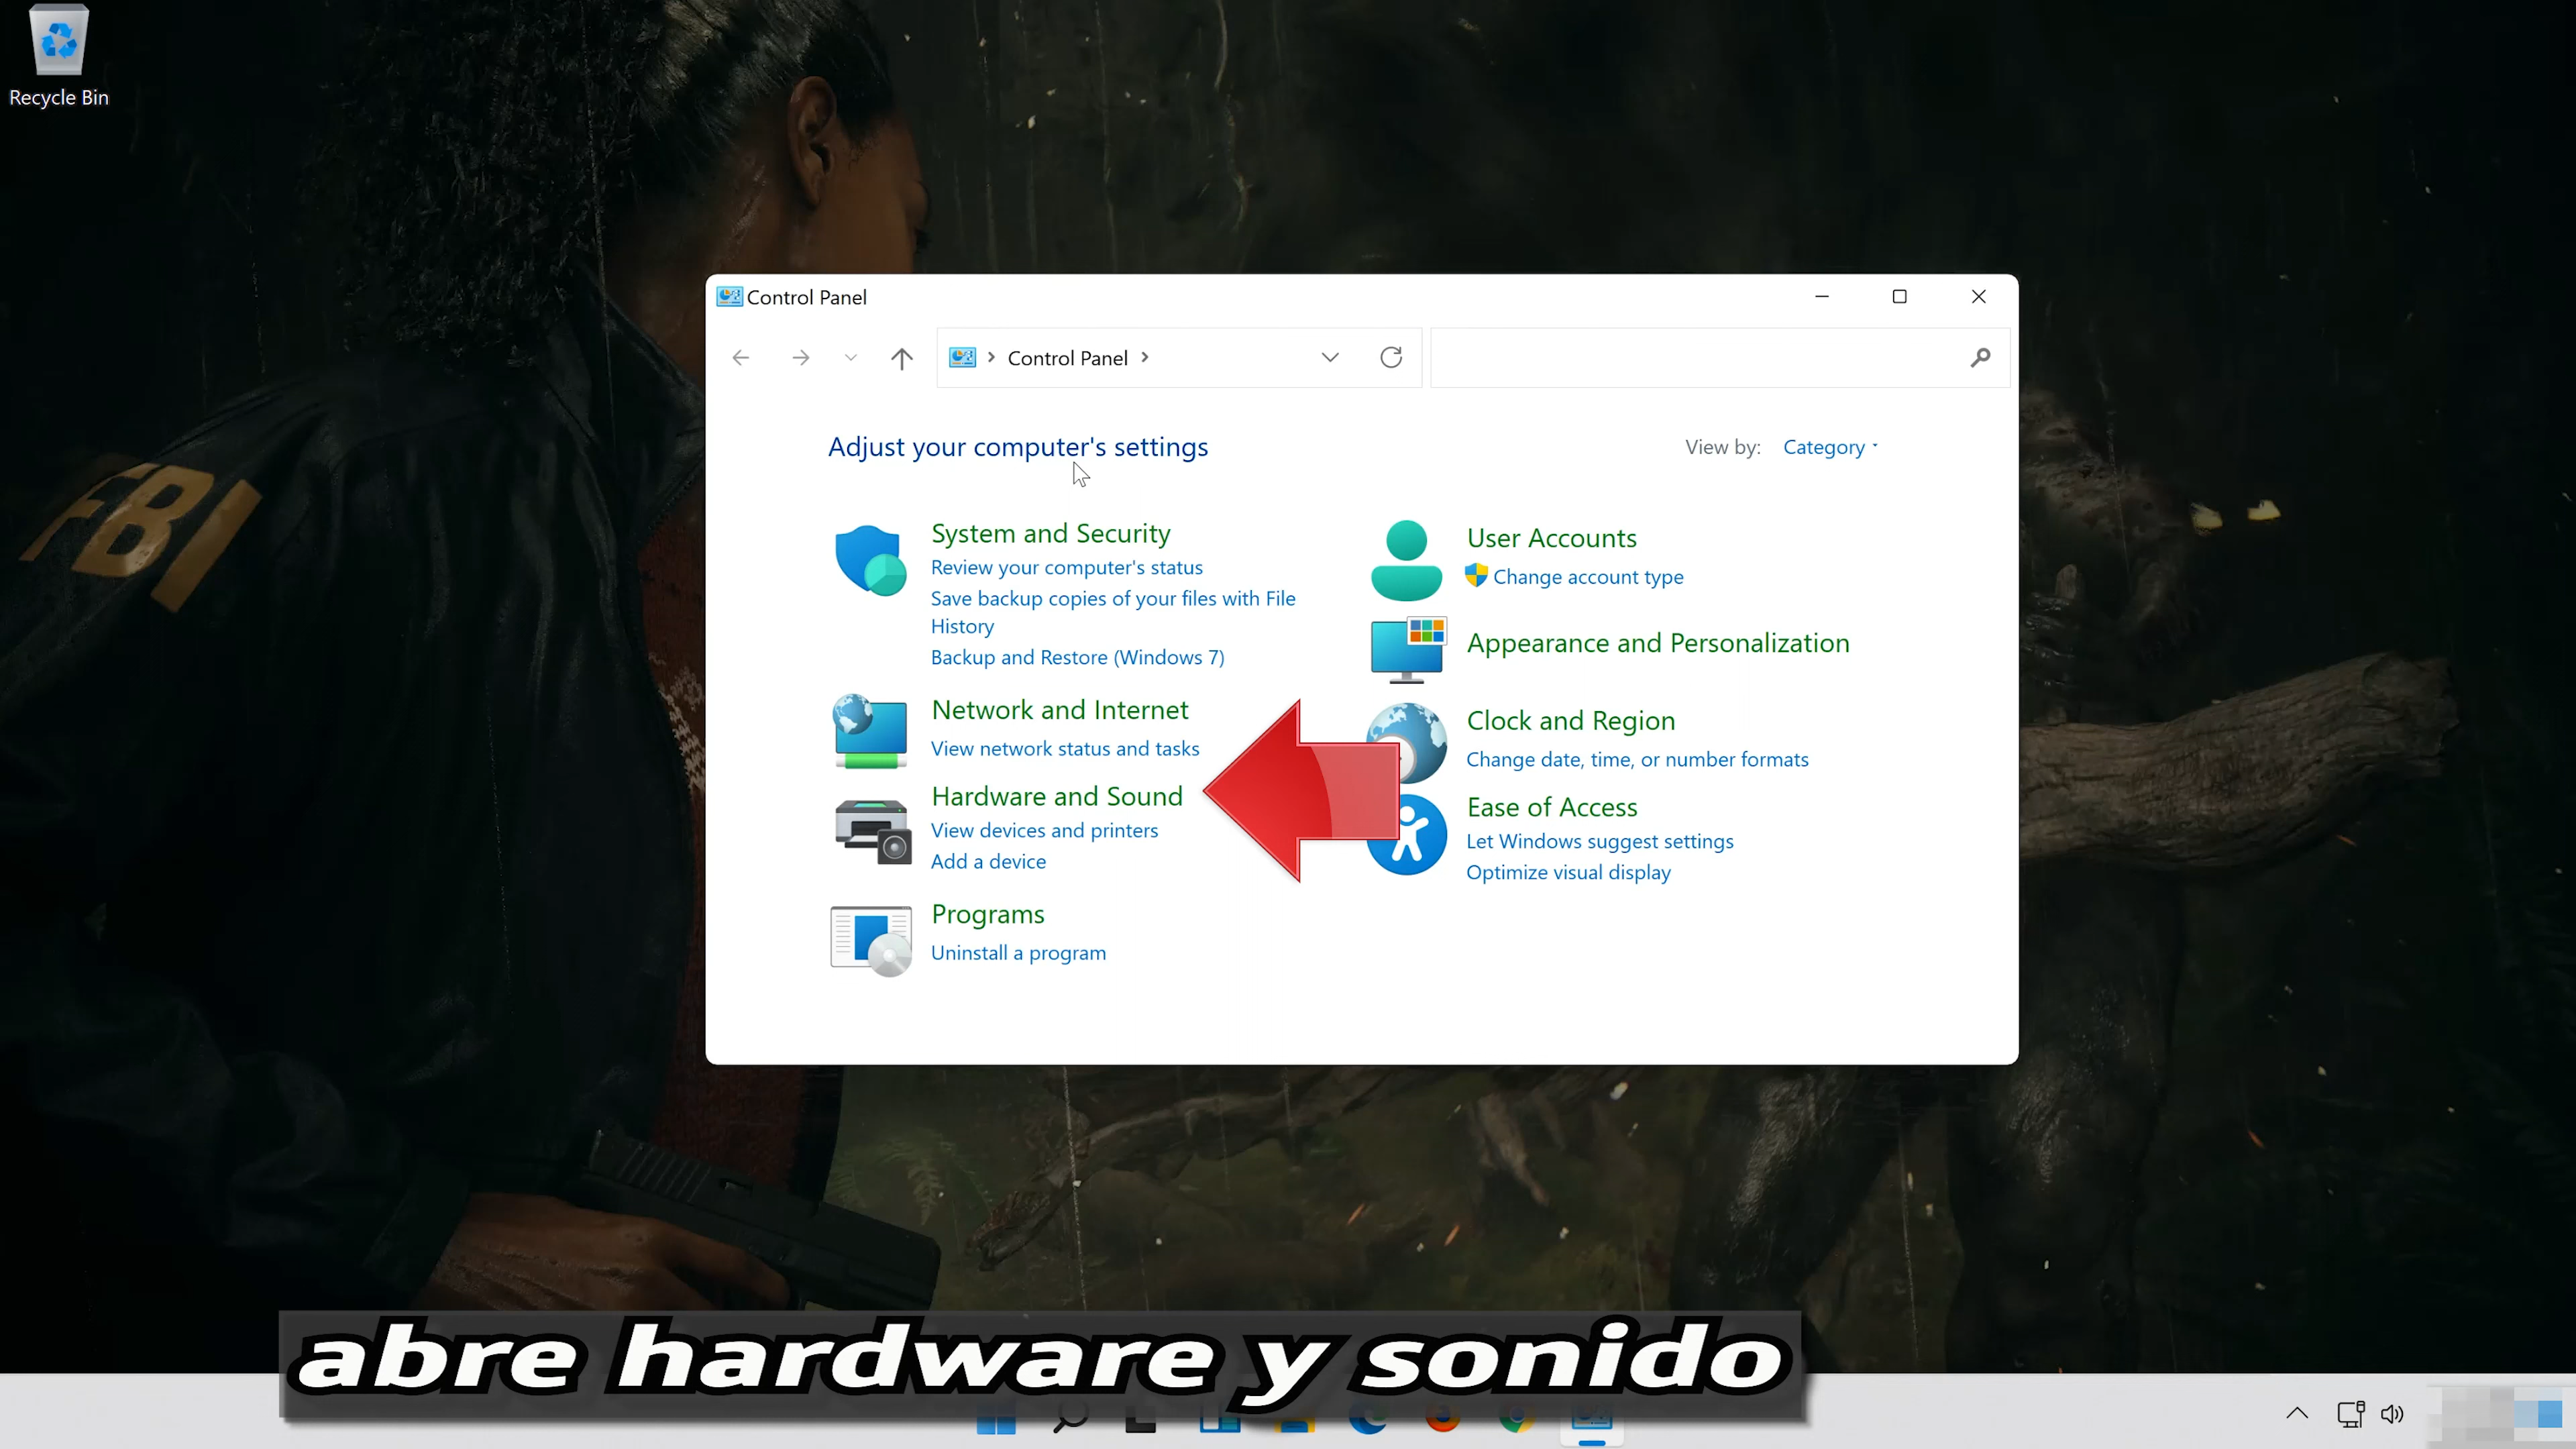 Recycle Bin
FBI
Control Panel
Control Panel
Adjust your computer's settings
View by: Category
System and Security
Review your computer's status
Save backup copies of your files with File
History
Backup and Restore (Windows 7)
Network and Internet
View network status and tasks
Hardware and Sound
View devices and printers
Add a device
Programs
Uninstall a program
User Accounts
Change account type
Appearance and Personalization
Clock and Region
Change date, time, or number formats
Ease of Access
Let Windows suggest settings
Optimize visual display
abre hardware y sonido